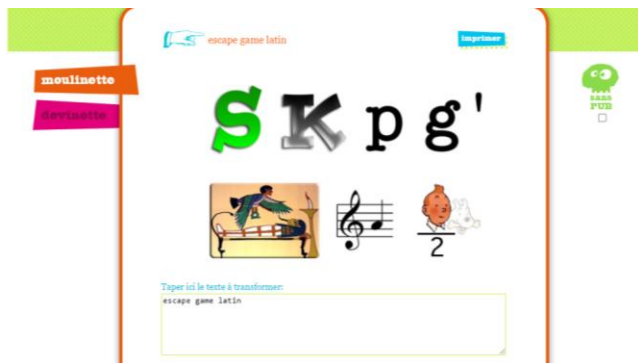 escape game latin
imprimer
moulinette
devinette
sans
PUB
S K p g '
2
Taper ici le texte à transformer:
escape game latin